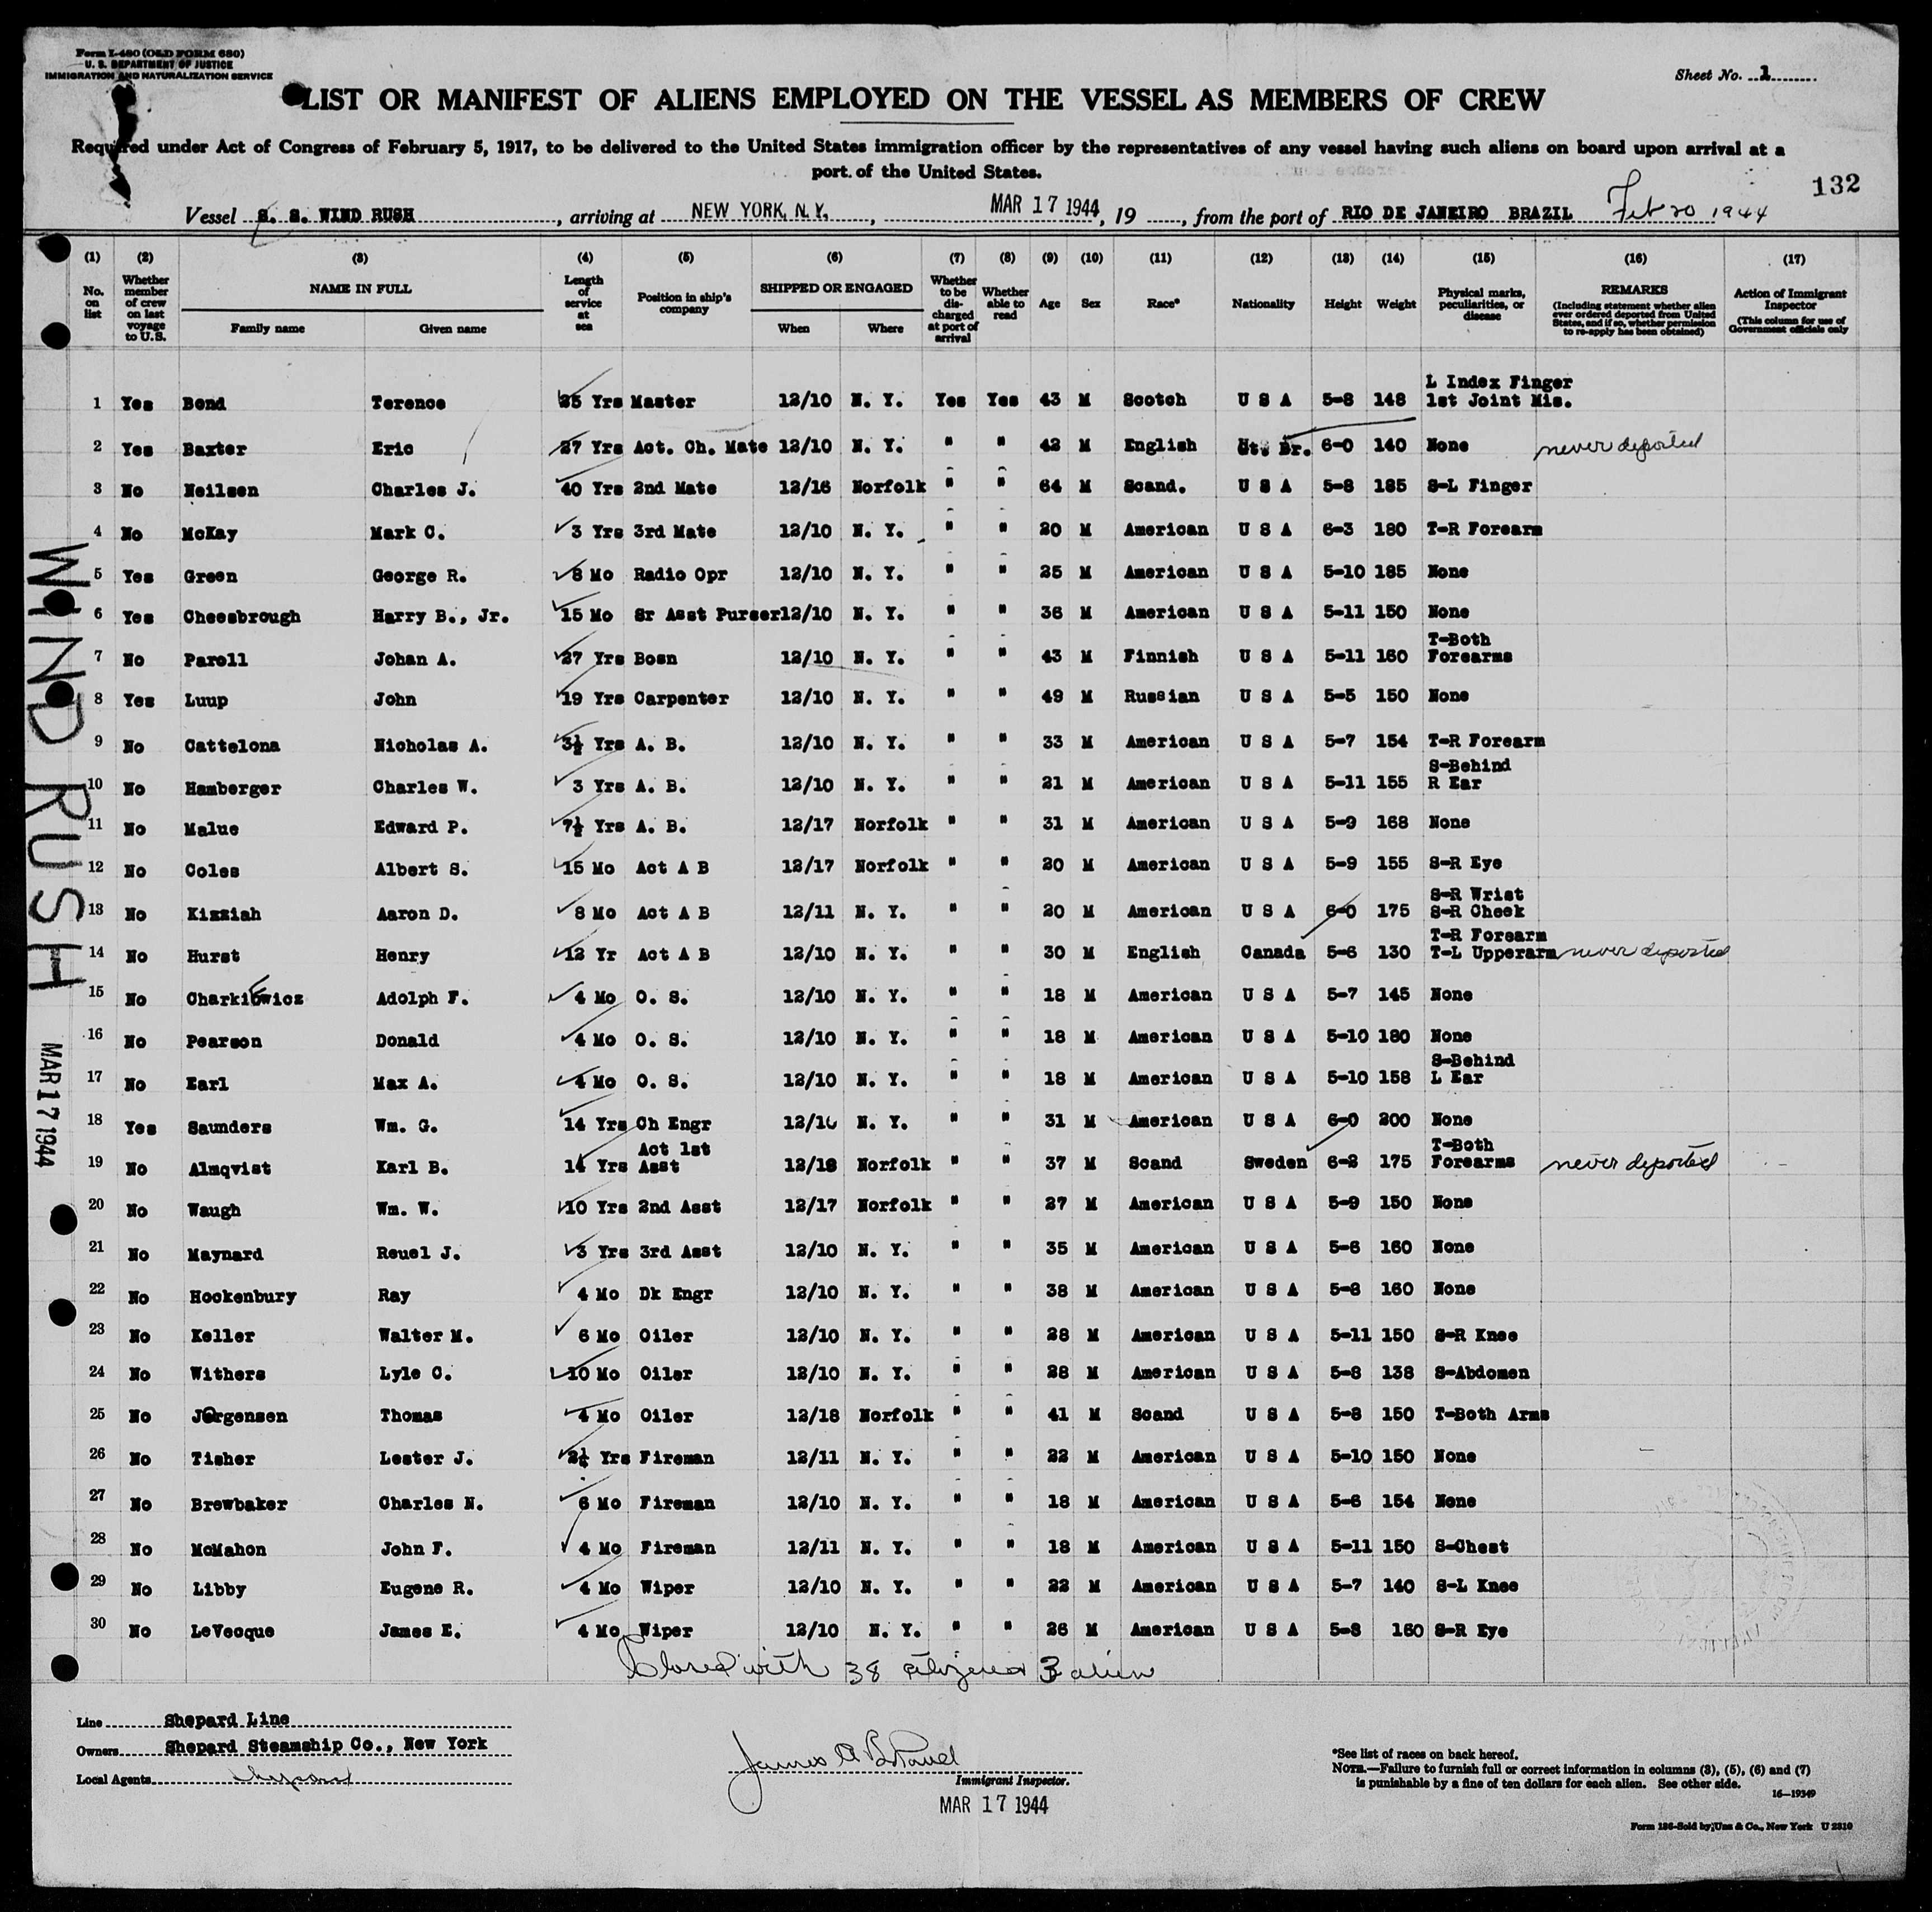 Form I-480 (OLD FORM 680)
U. S. DEPARTMENT OF JUSTICE
IMMIGRATION AND NATURALIZATION SERVICE
Sheet No. 1
LIST OR MANIFEST OF ALIENS EMPLOYED ON THE VESSEL AS MEMBERS OF CREW
Required under Act of Congress of February 5, 1917, to be delivered to the United States immigration officer by the representatives of any vessel having such aliens on board upon arrival at a
port of the United States.
132
Vessel S. S. WIND RUSH, arriving at NEW YORK, N. Y., MAR 17 1944, 19, from the port of RIO DE JANEIRO BRAZIL Feb 20 1944
(1) (2) (3) (4) (5) (6) (7) (8) (9) (10) (11) (12) (13) (14) (15) (16) (17)
No. on list
Whether member of crew on last voyage to U.S.
NAME IN FULL
Family name Given name
Length of service at sea
Position in ship's company
SHIPPED OR ENGAGED
When Where
Whether to be discharged at port of arrival
Whether able to read
Age Sex Race* Nationality Height Weight
Physical marks, peculiarities, or disease
REMARKS
(Including statement whether alien ever ordered deported from United States, and if so, whether permission to re-apply has been obtained)
Action of Immigrant Inspector
(This column for use of Government officials only
1 Yes Bond Terence 25 Yrs Master 12/10 N. Y. Yes Yes 43 M Scotch U S A 5-8 148 L Index Finger 1st Joint Mis.
2 Yes Baxter Eric 27 Yrs Act. Ch. Mate 12/10 N. Y. " " 42 M English Gt. Br. 6-0 140 None never deported
3 No Neilsen Charles J. 40 Yrs 2nd Mate 12/16 Norfolk " " 64 M Scand. U S A 5-8 185 S-L Finger
4 No McKay Mark C. 3 Yrs 3rd Mate 12/10 N. Y. " " 20 M American U S A 6-3 180 T-R Forearm
5 Yes Green George R. 8 Mo Radio Opr 12/10 N. Y. " " 25 M American U S A 5-10 185 None
6 Yes Cheesbrough Harry B., Jr. 15 Mo Sr Asst Purser 12/10 N. Y. " " 36 M American U S A 5-11 150 None
7 No Paroll Johan A. 27 Yrs Bosn 12/10 N. Y. " " 43 M Finnish U S A 5-11 160 T-Both Forearms
8 Yes Luup John 19 Yrs Carpenter 12/10 N. Y. " " 49 M Russian U S A 5-5 150 None
9 No Cattelona Nicholas A. 3½ Yrs A. B. 12/10 N. Y. " " 33 M American U S A 5-7 154 T-R Forearm
10 No Hamberger Charles W. 3 Yrs A. B. 12/10 N. Y. " " 21 M American U S A 5-11 155 S-Behind R Ear
11 No Malue Edward P. 7½ Yrs A. B. 12/17 Norfolk " " 31 M American U S A 5-9 168 None
12 No Coles Albert S. 15 Mo Act A B 12/17 Norfolk " " 20 M American U S A 5-9 155 S-R Eye
13 No Kizziah Aaron D. 8 Mo Act A B 12/11 N. Y. " " 20 M American U S A 6-0 175 S-R Wrist S-R Cheek
14 No Hurst Henry 12 Yr Act A B 12/10 N. Y. " " 30 M English Canada 5-6 130 T-R Forearm T-L Upperarm never deported
15 No Charkiewicz Adolph F. 4 Mo O. S. 12/10 N. Y. " " 18 M American U S A 5-7 145 None
16 No Pearson Donald 4 Mo O. S. 12/10 N. Y. " " 18 M American U S A 5-10 180 None
17 No Earl Max A. 4 Mo O. S. 12/10 N. Y. " " 18 M American U S A 5-10 158 S-Behind L Ear
18 Yes Saunders Wm. G. 14 Yrs Ch Engr 12/10 N. Y. " " 31 M American U S A 6-0 200 None
19 No Almqvist Karl B. 14 Yrs Act 1st Asst 12/18 Norfolk " " 37 M Scand Sweden 6-2 175 T-Both Forearms never deported
20 No Waugh Wm. W. 10 Yrs 2nd Asst 12/17 Norfolk " " 27 M American U S A 5-9 150 None
21 No Maynard Reuel J. 3 Yrs 3rd Asst 12/10 N. Y. " " 35 M American U S A 5-6 160 None
22 No Hockenbury Ray 4 Mo Dk Engr 12/10 N. Y. " " 38 M American U S A 5-8 160 None
23 No Keller Walter M. 6 Mo Oiler 12/10 N. Y. " " 28 M American U S A 5-11 150 S-R Knee
24 No Withers Lyle C. 10 Mo Oiler 12/10 N. Y. " " 28 M American U S A 5-8 138 S-Abdomen
25 No Jorgensen Thomas 4 Mo Oiler 12/18 Norfolk " " 41 M Scand U S A 5-8 150 T-Both Arms
26 No Tisher Lester J. 2½ Yrs Fireman 12/11 N. Y. " " 22 M American U S A 5-10 150 None
27 No Brewbaker Charles N. 6 Mo Fireman 12/10 N. Y. " " 18 M American U S A 5-6 154 None
28 No McMahon John F. 4 Mo Fireman 12/11 N. Y. " " 18 M American U S A 5-11 150 S-Chest
29 No Libby Eugene R. 4 Mo Wiper 12/10 N. Y. " " 22 M American U S A 5-7 140 S-L Knee
30 No LeVecque James E. 4 Mo Wiper 12/10 N. Y. " " 26 M American U S A 5-8 160 S-R Eye
Closed with 38 citizens 3 alien
WIND RUSH
MAR 17 1944
Line Shepard Line
Owners Shepard Steamship Co., New York
Local Agents Shepard
James
Immigrant Inspector.
MAR 17 1944
*See list of races on back hereof.
NOTE.—Failure to furnish full or correct information in columns (3), (5), (6) and (7)
is punishable by a fine of ten dollars for each alien. See other side.
16—19349
Form 186-Sold by Unz & Co., New York U 2310